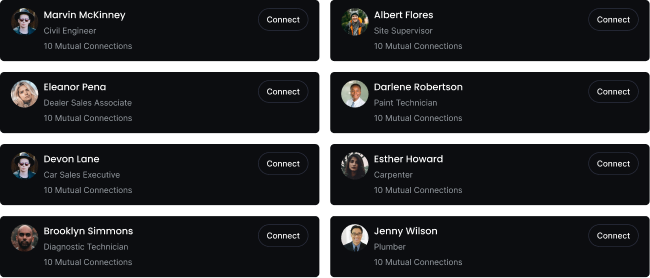 Marvin McKinney
Civil Engineer
10 Mutual Connections
Connect
Albert Flores
Site Supervisor
10 Mutual Connections
Connect
Eleanor Pena
Dealer Sales Associate
10 Mutual Connections
Connect
Darlene Robertson
Paint Technician
10 Mutual Connections
Connect
Devon Lane
Car Sales Executive
10 Mutual Connections
Connect
Esther Howard
Carpenter
10 Mutual Connections
Connect
Brooklyn Simmons
Diagnostic Technician
10 Mutual Connections
Connect
Jenny Wilson
Plumber
10 Mutual Connections
Connect